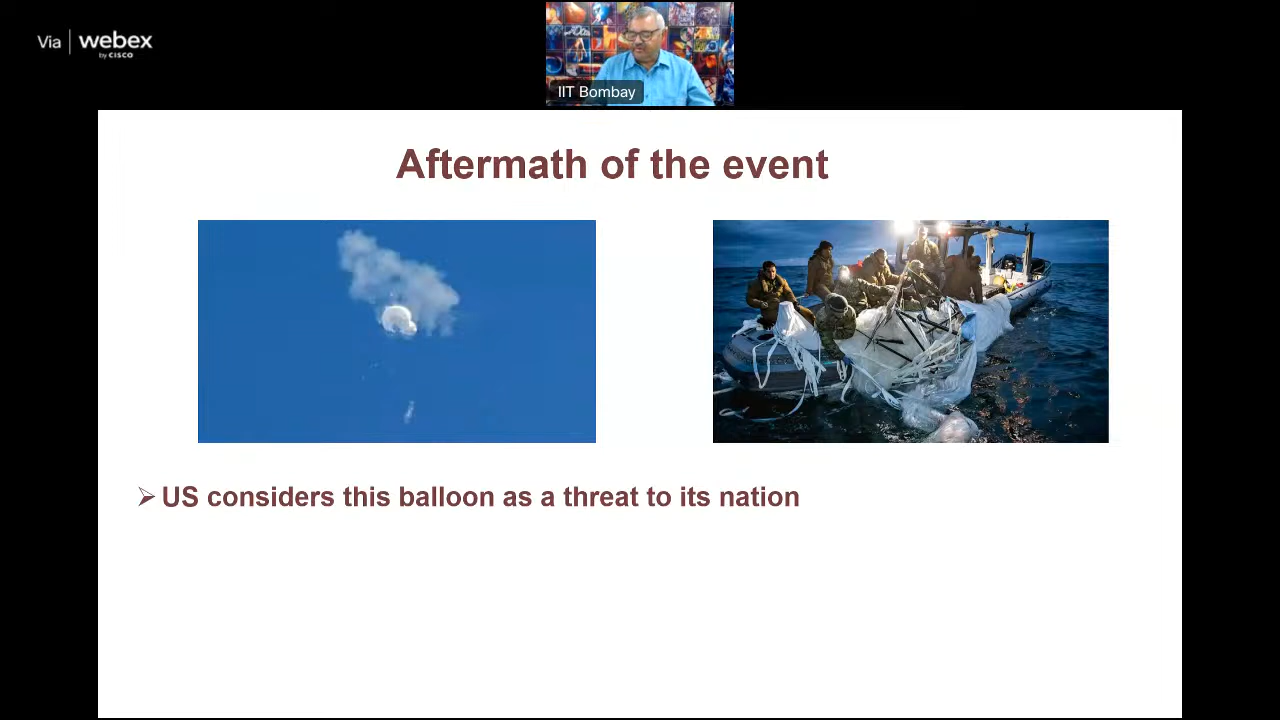 Via | webex
by CISCO
IIT Bombay
Aftermath of the event
➢ US considers this balloon as a threat to its nation